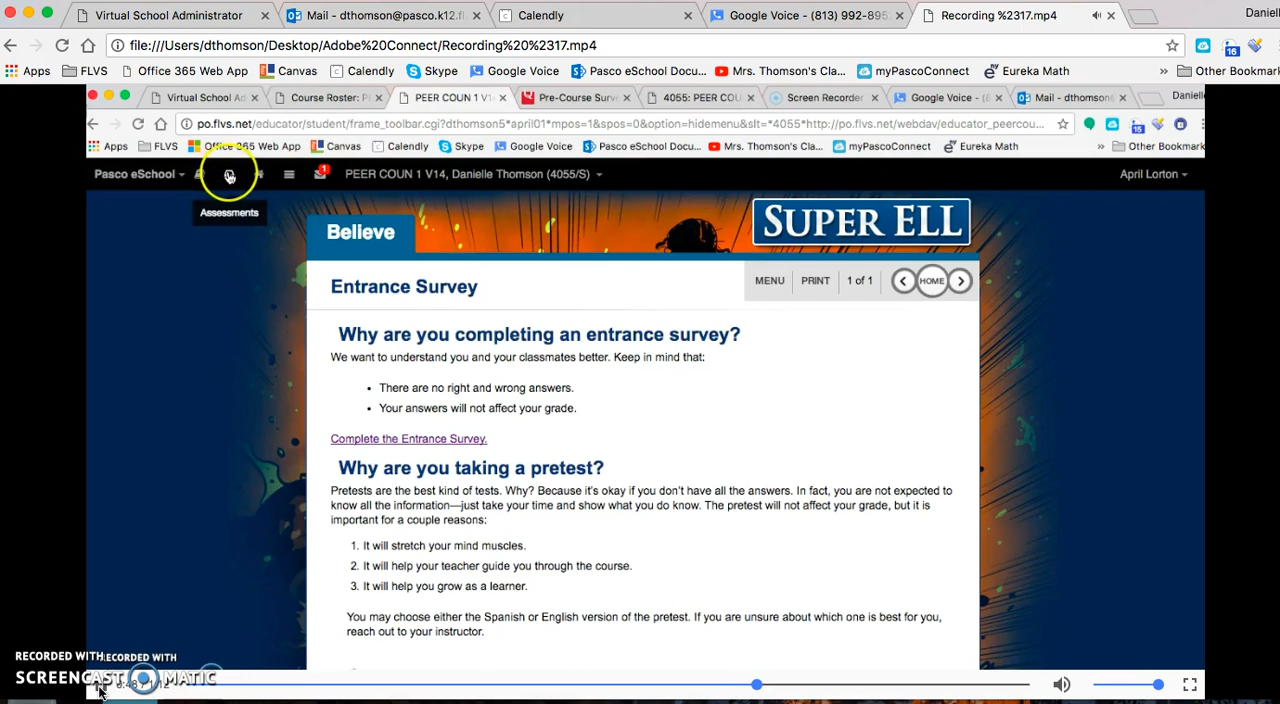 Virtual School Administrator
Mail - dthomson@pasco.k12.fl
Calendly
Google Voice - (813) 992-895
Recording %2317.mp4
Danielle
file:///Users/dthomson/Desktop/Adobe%20Connect/Recording%20%2317.mp4
16
Apps
FLVS
Office 365 Web App
Canvas
Calendly
Skype
Google Voice
Pasco eSchool Docu...
Mrs. Thomson's Cla...
myPascoConnect
Eureka Math
» Other Bookmark
Virtual School Ad
Course Roster: P
PEER COUN 1 V1
Pre-Course Surv
4055: PEER COU
Screen Recorder
Google Voice - (
Mail - dthomson
Danielle
po.flvs.net/educator/student/frame_toolbar.cgi?dthomson5*april01*mpos=1&spos=0&option=hidemenu&slt=*4055*http://po.flvs.net/webdav/educator_peercou...
15
Apps
FLVS
Office 365 Web App
Canvas
Calendly
Skype
Google Voice
Pasco eSchool Docu...
Mrs. Thomson's Cla...
myPascoConnect
Eureka Math
» Other Bookmark
Pasco eSchool
1
PEER COUN 1 V14, Danielle Thomson (4055/S)
April Lorton
Assessments
Believe
SUPER ELL
Entrance Survey
MENU
PRINT
1 of 1
HOME
Why are you completing an entrance survey?
We want to understand you and your classmates better. Keep in mind that:
• There are no right and wrong answers.
• Your answers will not affect your grade.
Complete the Entrance Survey.
Why are you taking a pretest?
Pretests are the best kind of tests. Why? Because it's okay if you don't have all the answers. In fact, you are not expected to
know all the information—just take your time and show what you do know. The pretest will not affect your grade, but it is
important for a couple reasons:
1. It will stretch your mind muscles.
2. It will help your teacher guide you through the course.
3. It will help you grow as a learner.
You may choose either the Spanish or English version of the pretest. If you are unsure about which one is best for you,
reach out to your instructor.
RECORDED WITH
RECORDED WITH
SCREENCAST MATIC